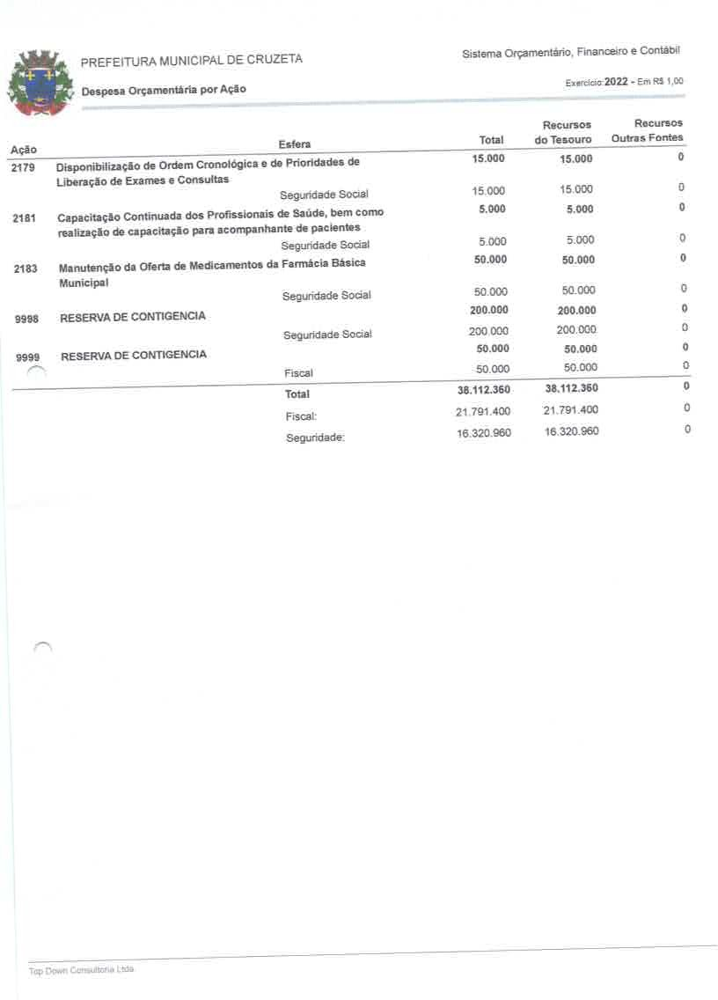 PREFEITURA MUNICIPAL DE CRUZETA
Sistema Orçamentário, Financeiro e Contábil
Despesa Orçamentária por Ação
Exercício: 2022 - Em R$ 1,00
Ação Esfera Total Recursos do Tesouro Recursos Outras Fontes
2179 Disponibilização de Ordem Cronológica e de Prioridades de 15.000 15.000 0
Liberação de Exames e Consultas
Seguridade Social 15.000 15.000 0
2181 Capacitação Continuada dos Profissionais de Saúde, bem como 5.000 5.000 0
realização de capacitação para acompanhante de pacientes
Seguridade Social 5.000 5.000 0
2183 Manutenção da Oferta de Medicamentos da Farmácia Básica 50.000 50.000 0
Municipal
Seguridade Social 50.000 50.000 0
9998 RESERVA DE CONTIGENCIA 200.000 200.000 0
Seguridade Social 200.000 200.000 0
9999 RESERVA DE CONTIGENCIA 50.000 50.000 0
Fiscal 50.000 50.000 0
Total 38.112.360 38.112.360 0
Fiscal: 21.791.400 21.791.400 0
Seguridade: 16.320.960 16.320.960 0
Top Down Consultoria Ltda.